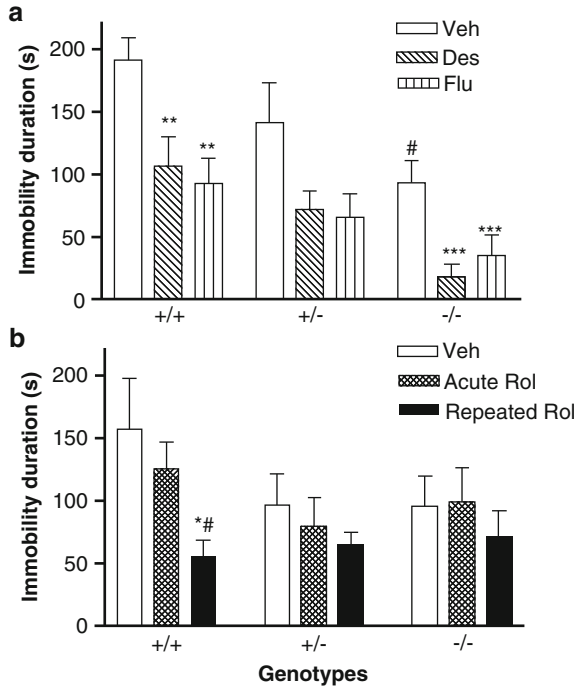 a
Immobility duration (s)
200
150
100
50
0
Veh
Des
Flu
**
**
#
***
***
+/+
+/-
-/-
b
Immobility duration (s)
200
150
100
50
0
Veh
Acute Rol
Repeated Rol
*#
+/+
+/-
-/-
Genotypes